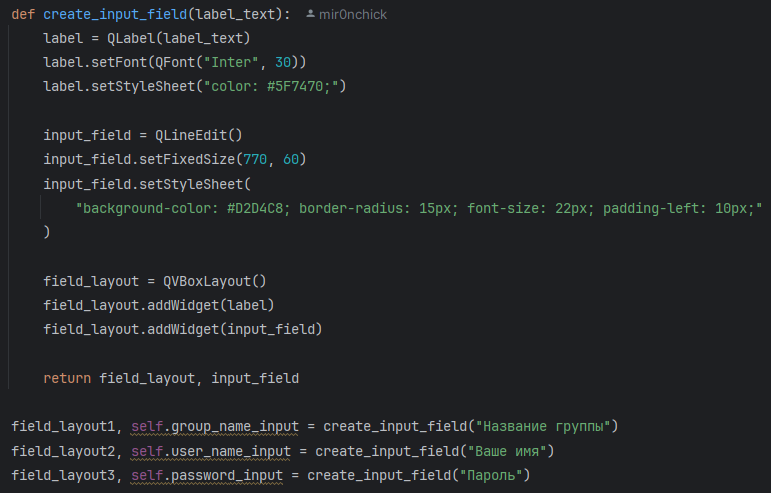 def create_input_field(label_text): mir0nchick
    label = QLabel(label_text)
    label.setFont(QFont("Inter", 30))
    label.setStyleSheet("color: #5F7470;")

    input_field = QLineEdit()
    input_field.setFixedSize(770, 60)
    input_field.setStyleSheet(
        "background-color: #D2D4C8; border-radius: 15px; font-size: 22px; padding-left: 10px;"
    )

    field_layout = QVBoxLayout()
    field_layout.addWidget(label)
    field_layout.addWidget(input_field)

    return field_layout, input_field

field_layout1, self.group_name_input = create_input_field("Название группы")
field_layout2, self.user_name_input = create_input_field("Ваше имя")
field_layout3, self.password_input = create_input_field("Пароль")